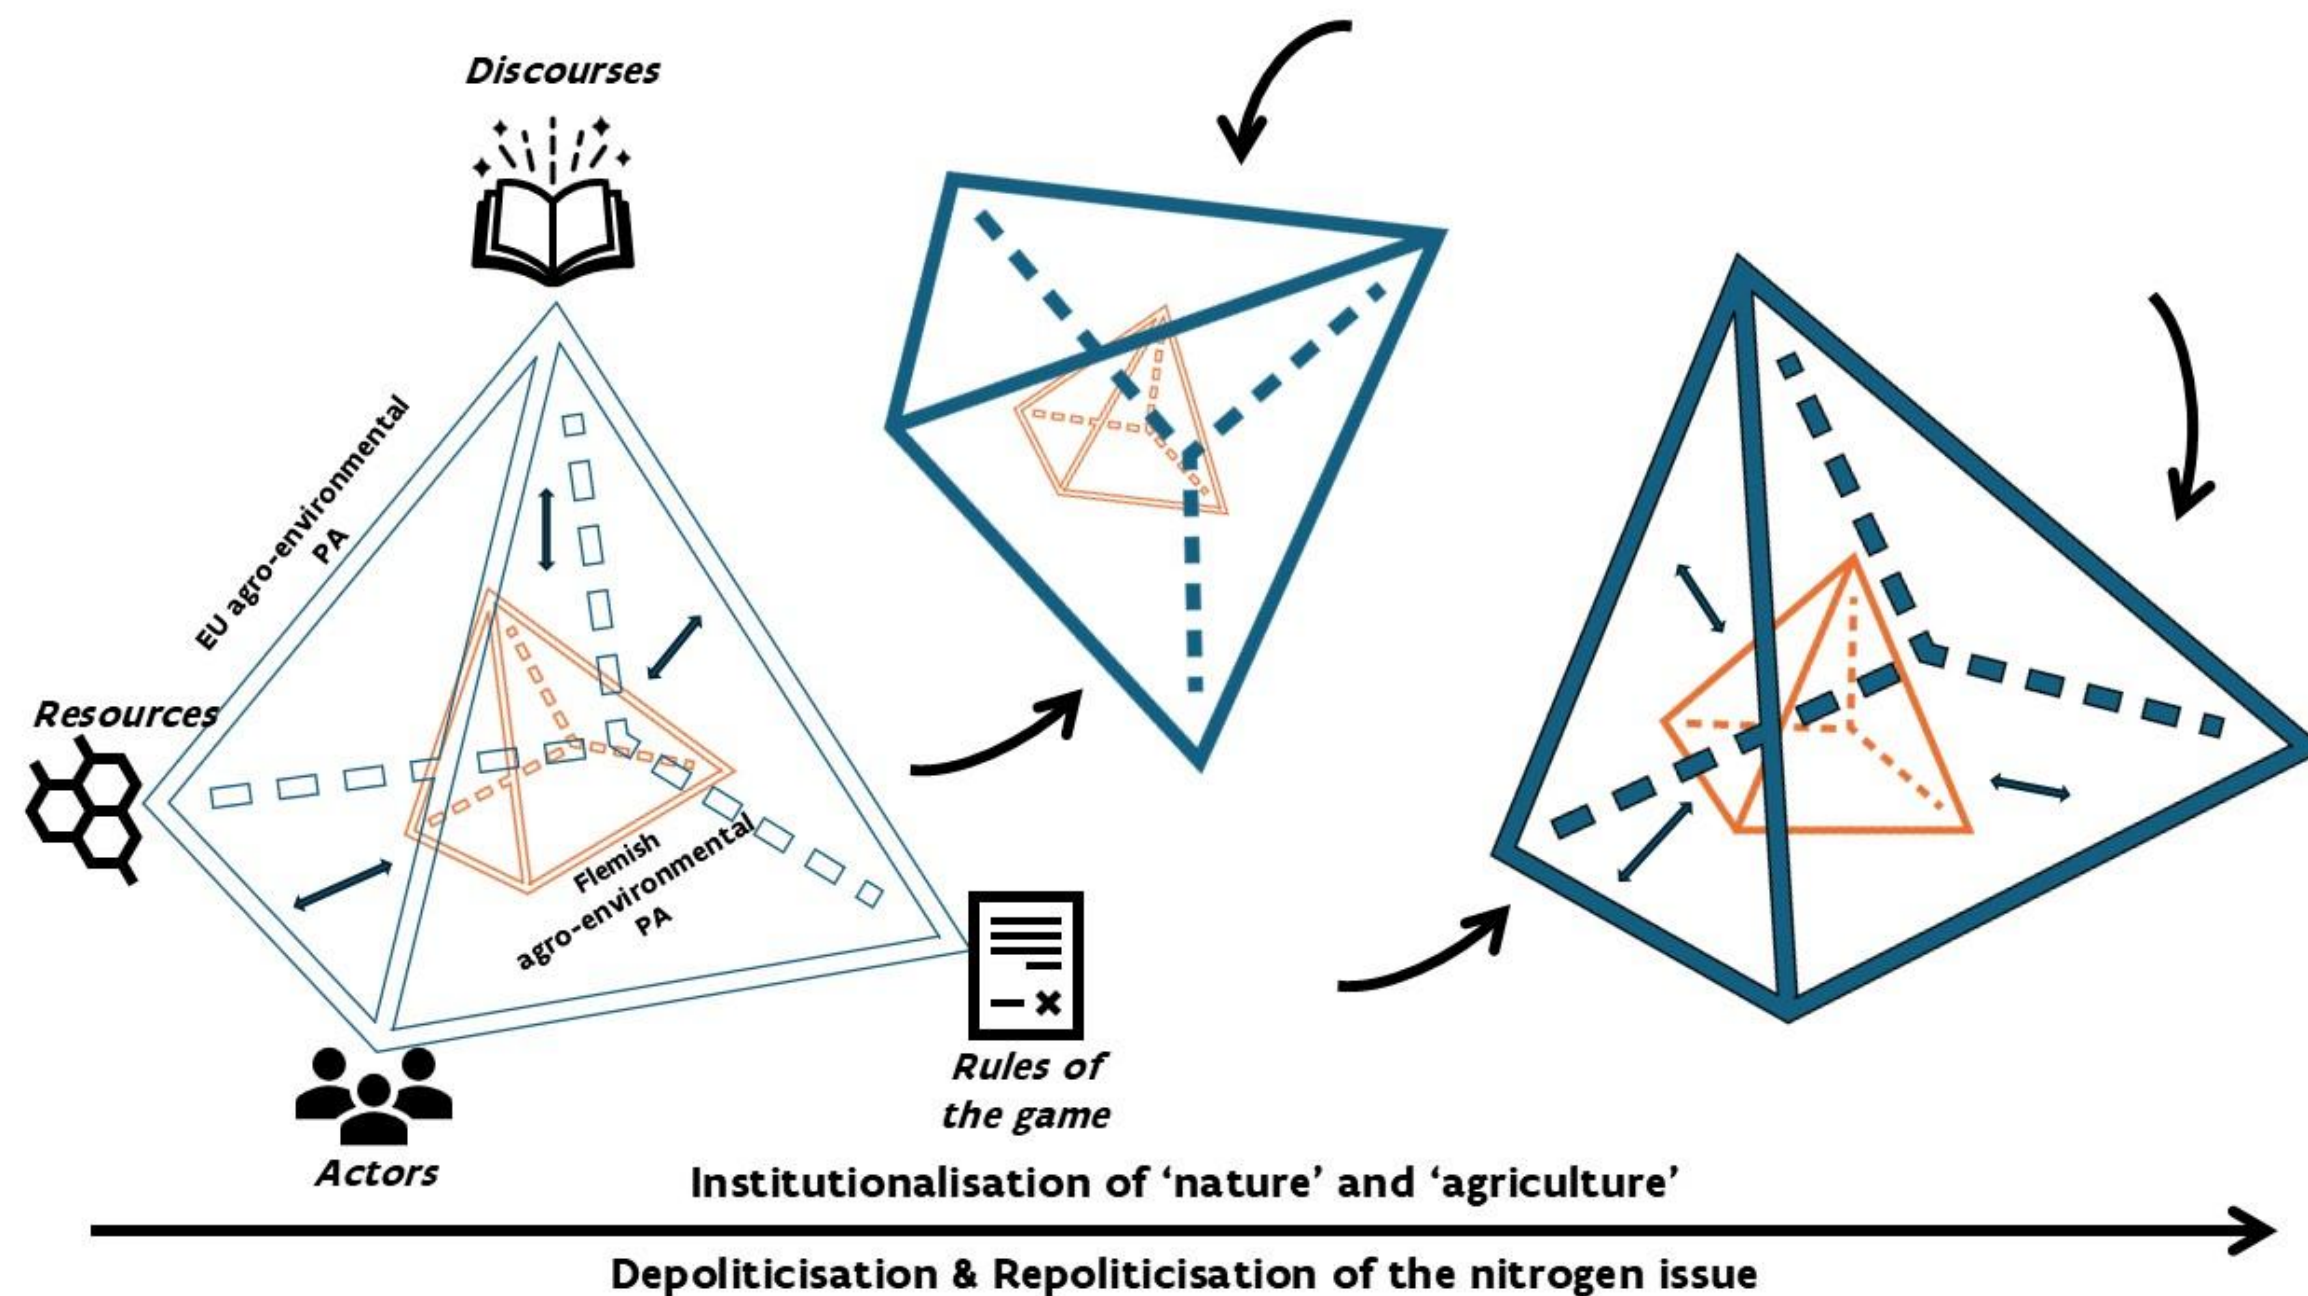 Discourses
EU agro-environmental
PA
Resources
Flemish
agro-environmental
PA
Rules of
the game
Actors
Institutionalisation of ‘nature’ and ‘agriculture’
Depoliticisation & Repoliticisation of the nitrogen issue